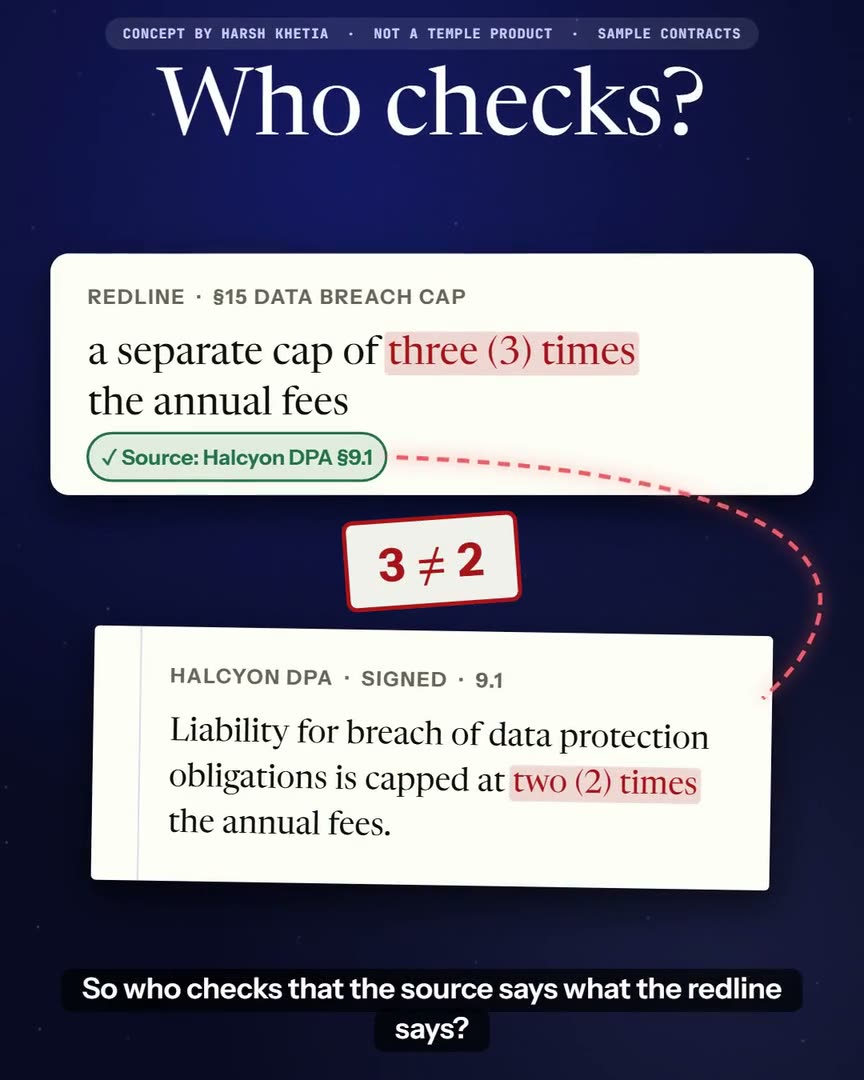 CONCEPT BY HARSH KHETIA · NOT A TEMPLE PRODUCT · SAMPLE CONTRACTS
Who checks?
REDLINE · §15 DATA BREACH CAP
a separate cap of three (3) times
the annual fees
✓ Source: Halcyon DPA §9.1
3 ≠ 2
HALCYON DPA · SIGNED · 9.1
Liability for breach of data protection
obligations is capped at two (2) times
the annual fees.
So who checks that the source says what the redline
says?